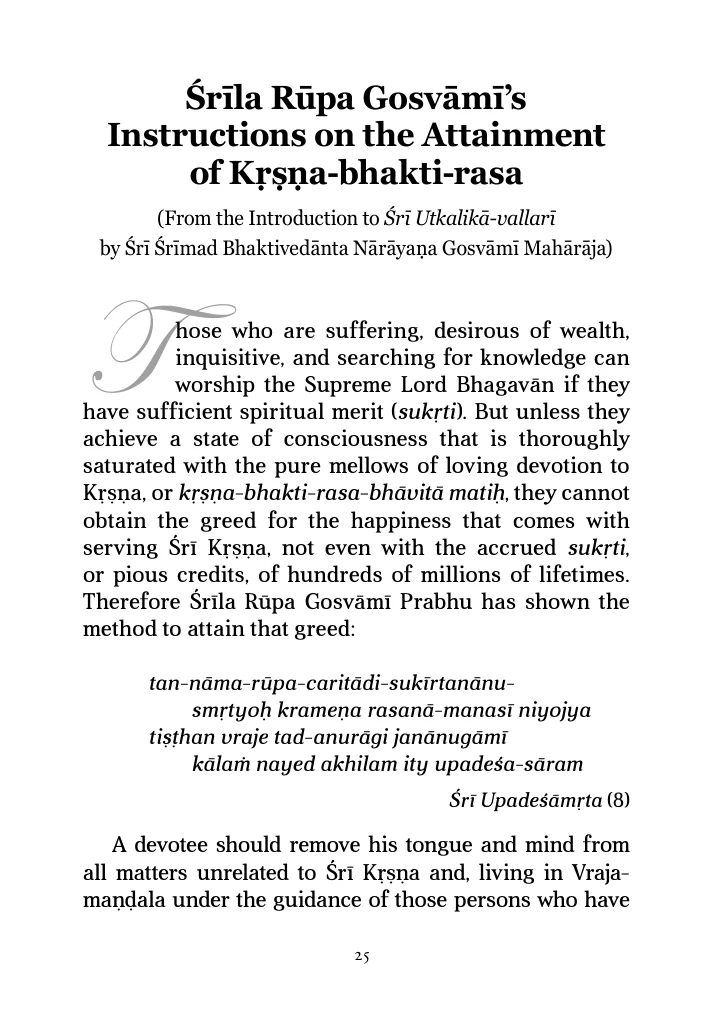 Śrīla Rūpa Gosvāmī’s
Instructions on the Attainment
of Kṛṣṇa-bhakti-rasa
(From the Introduction to Śrī Utkalikā-vallarī
by Śrī Śrīmad Bhaktivedānta Nārāyaṇa Gosvāmī Mahārāja)
Those who are suffering, desirous of wealth,
inquisitive, and searching for knowledge can
worship the Supreme Lord Bhagavān if they
have sufficient spiritual merit (sukṛti). But unless they
achieve a state of consciousness that is thoroughly
saturated with the pure mellows of loving devotion to
Kṛṣṇa, or kṛṣṇa-bhakti-rasa-bhāvitā matiḥ, they cannot
obtain the greed for the happiness that comes with
serving Śrī Kṛṣṇa, not even with the accrued sukṛti,
or pious credits, of hundreds of millions of lifetimes.
Therefore Śrīla Rūpa Gosvāmī Prabhu has shown the
method to attain that greed:
tan-nāma-rūpa-caritādi-sukīrtanānu-
smṛtyoḥ krameṇa rasanā-manasī niyojya
tiṣṭhan vraje tad-anurāgi janānugāmī
kālaṁ nayed akhilam ity upadeśa-sāram
Śrī Upadeśāmṛta (8)
A devotee should remove his tongue and mind from
all matters unrelated to Śrī Kṛṣṇa and, living in Vraja-
maṇḍala under the guidance of those persons who have
25